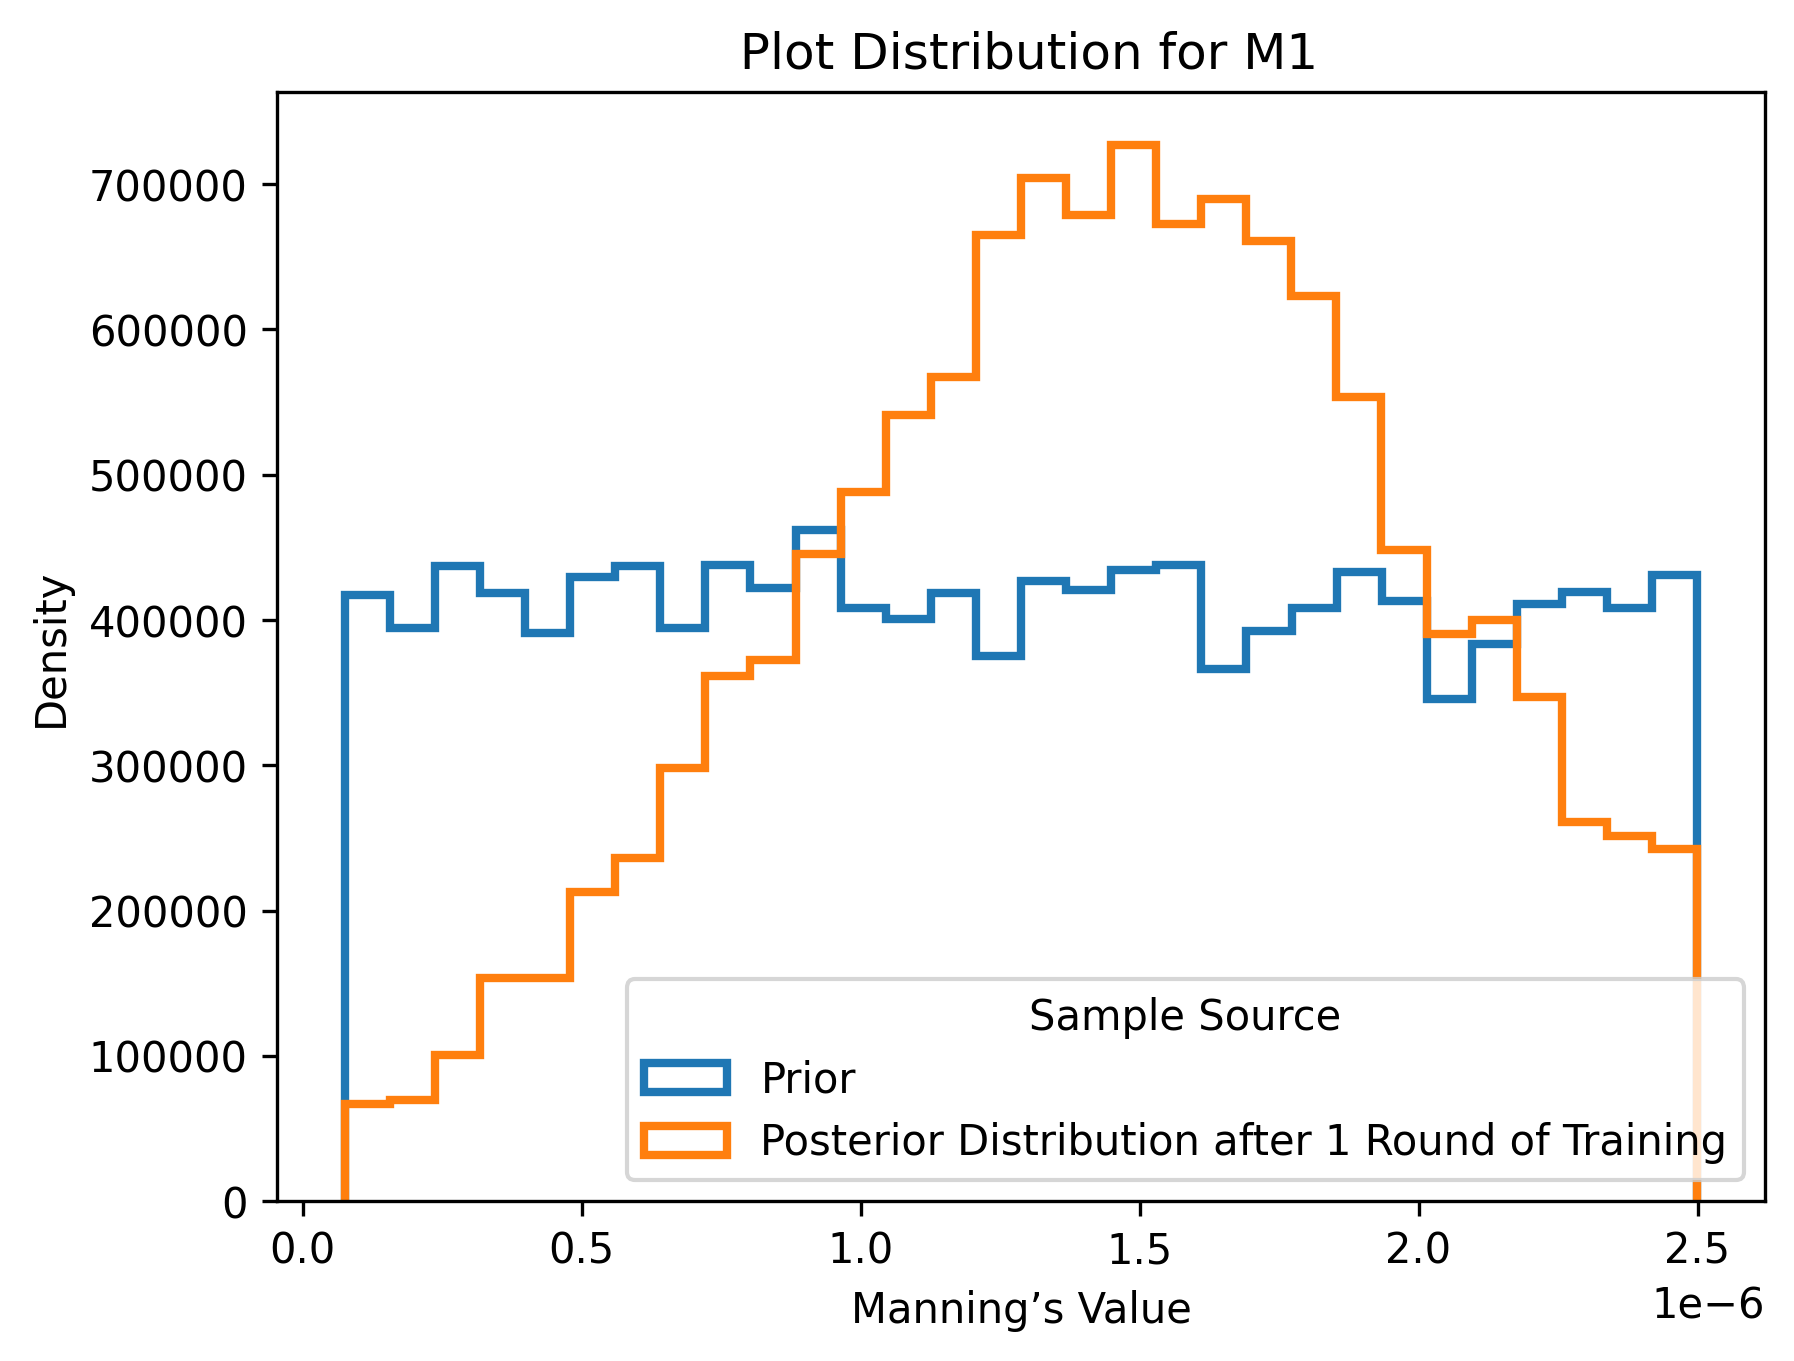 Plot Distribution for M1
Density
700000
600000
500000
400000
300000
200000
100000
0
Sample Source
Prior
Posterior Distribution after 1 Round of Training
0.0 0.5 1.0 1.5 2.0 2.5
1e−6
Manning’s Value